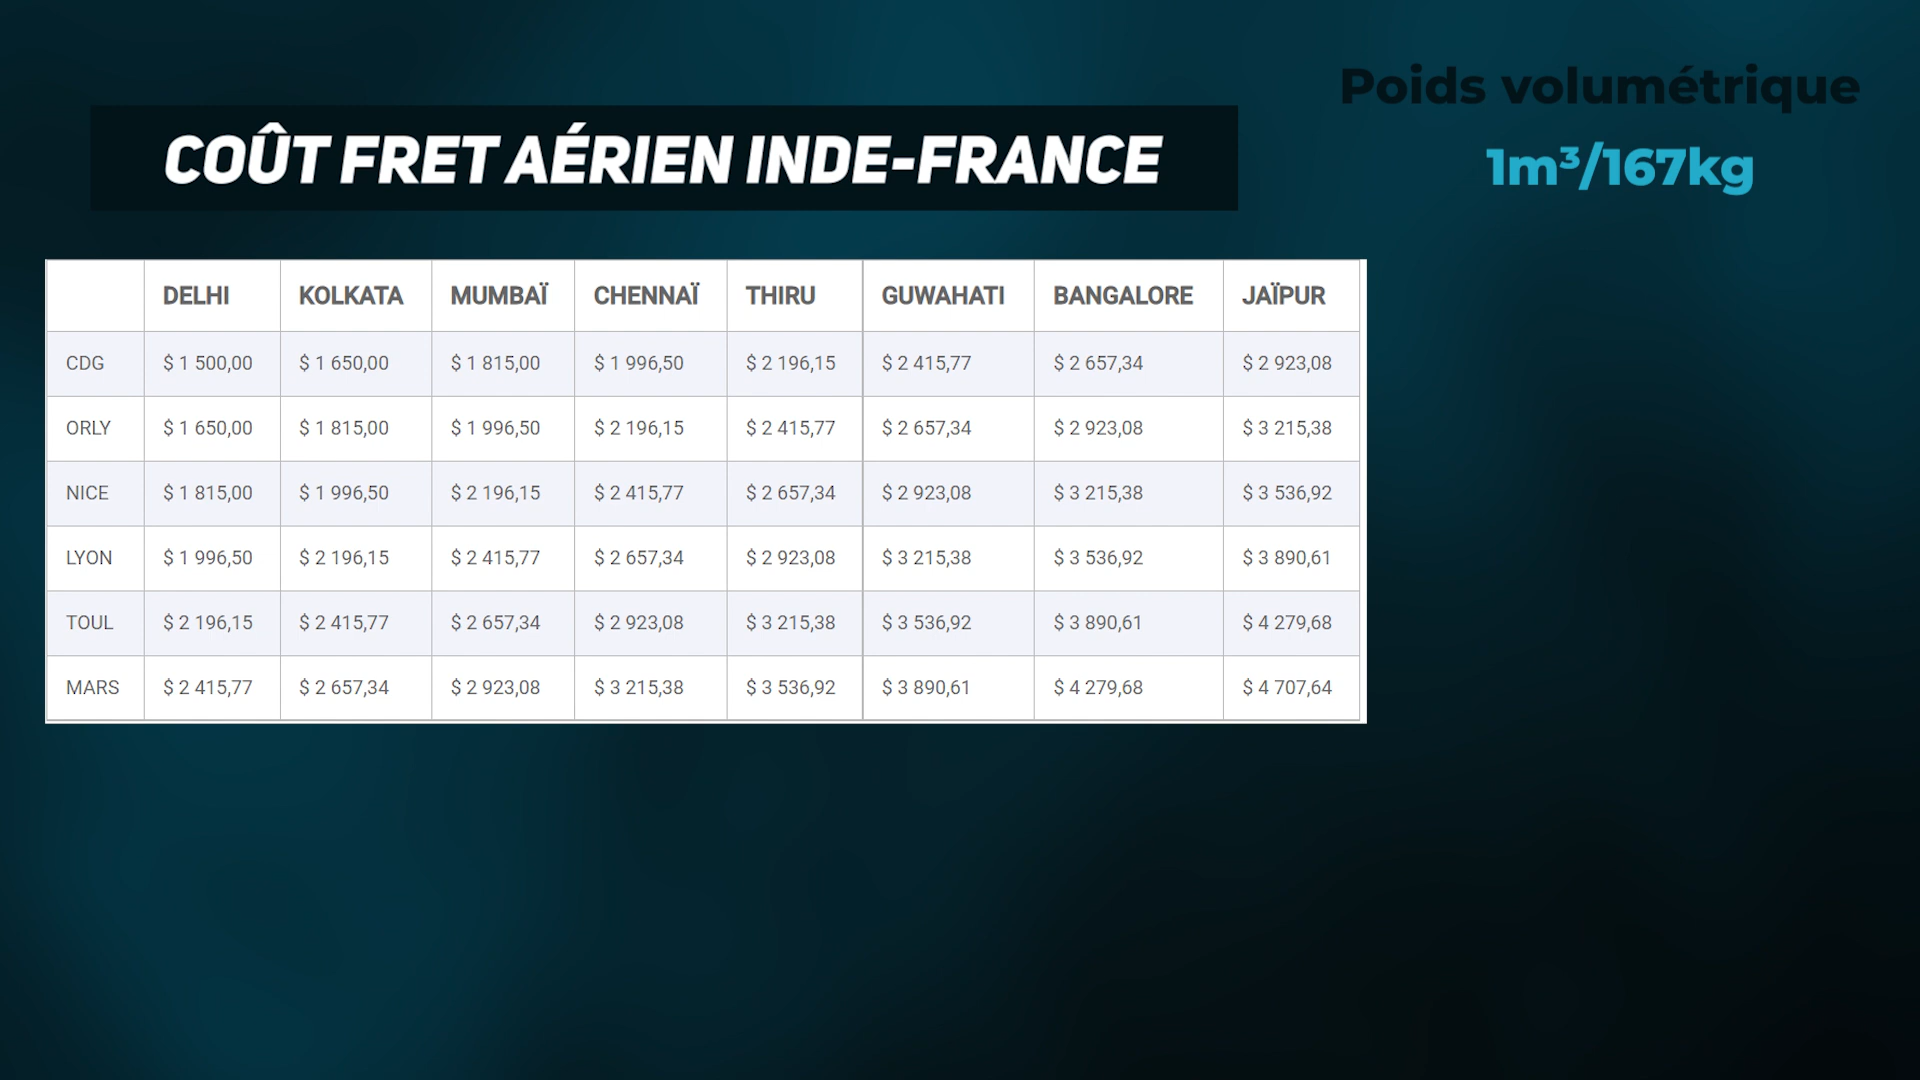 Poids volumétrique
1m³/167kg
COÛT FRET AÉRIEN INDE-FRANCE
DELHI KOLKATA MUMBAÏ CHENNAÏ THIRU GUWAHATI BANGALORE JAÏPUR
CDG $ 1 500,00 $ 1 650,00 $ 1 815,00 $ 1 996,50 $ 2 196,15 $ 2 415,77 $ 2 657,34 $ 2 923,08
ORLY $ 1 650,00 $ 1 815,00 $ 1 996,50 $ 2 196,15 $ 2 415,77 $ 2 657,34 $ 2 923,08 $ 3 215,38
NICE $ 1 815,00 $ 1 996,50 $ 2 196,15 $ 2 415,77 $ 2 657,34 $ 2 923,08 $ 3 215,38 $ 3 536,92
LYON $ 1 996,50 $ 2 196,15 $ 2 415,77 $ 2 657,34 $ 2 923,08 $ 3 215,38 $ 3 536,92 $ 3 890,61
TOUL $ 2 196,15 $ 2 415,77 $ 2 657,34 $ 2 923,08 $ 3 215,38 $ 3 536,92 $ 3 890,61 $ 4 279,68
MARS $ 2 415,77 $ 2 657,34 $ 2 923,08 $ 3 215,38 $ 3 536,92 $ 3 890,61 $ 4 279,68 $ 4 707,64